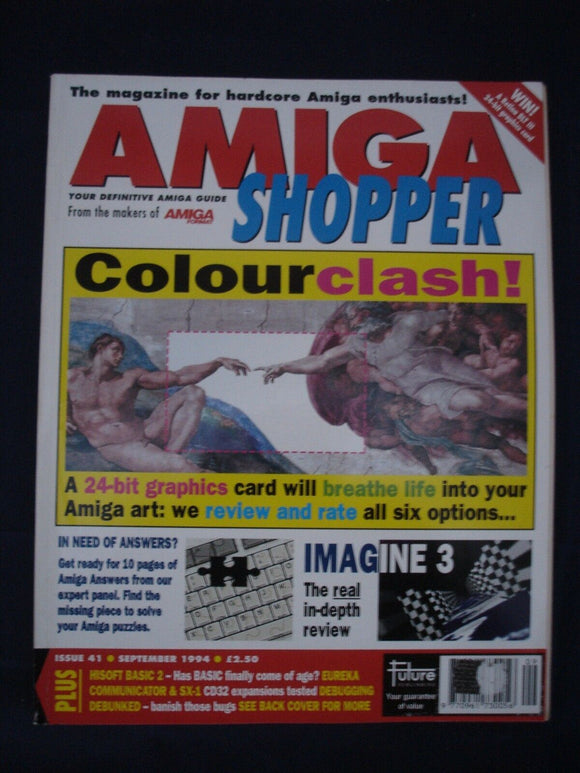 The magazine for hardcore Amiga enthusiasts!
WIN!
24-bit graphics card
AMIGA
SHOPPER
YOUR DEFINITIVE AMIGA GUIDE
From the makers of AMIGA FORMAT
Colourclash!
A 24-bit graphics card will breathe life into your
Amiga art: we review and rate all six options...
IN NEED OF ANSWERS?
Get ready for 10 pages of
Amiga Answers from our
expert panel. Find the
missing piece to solve
your Amiga puzzles.
IMAGINE 3
The real
in-depth
review
ISSUE 41 ● SEPTEMBER 1994 ● £2.50
PLUS
HISOFT BASIC 2 – Has BASIC finally come of age? EUREKA
COMMUNICATOR & SX-1 CD32 expansions tested DEBUGGING
DEBUNKED – banish those bugs SEE BACK COVER FOR MORE
Future
Your guarantee
of value
09